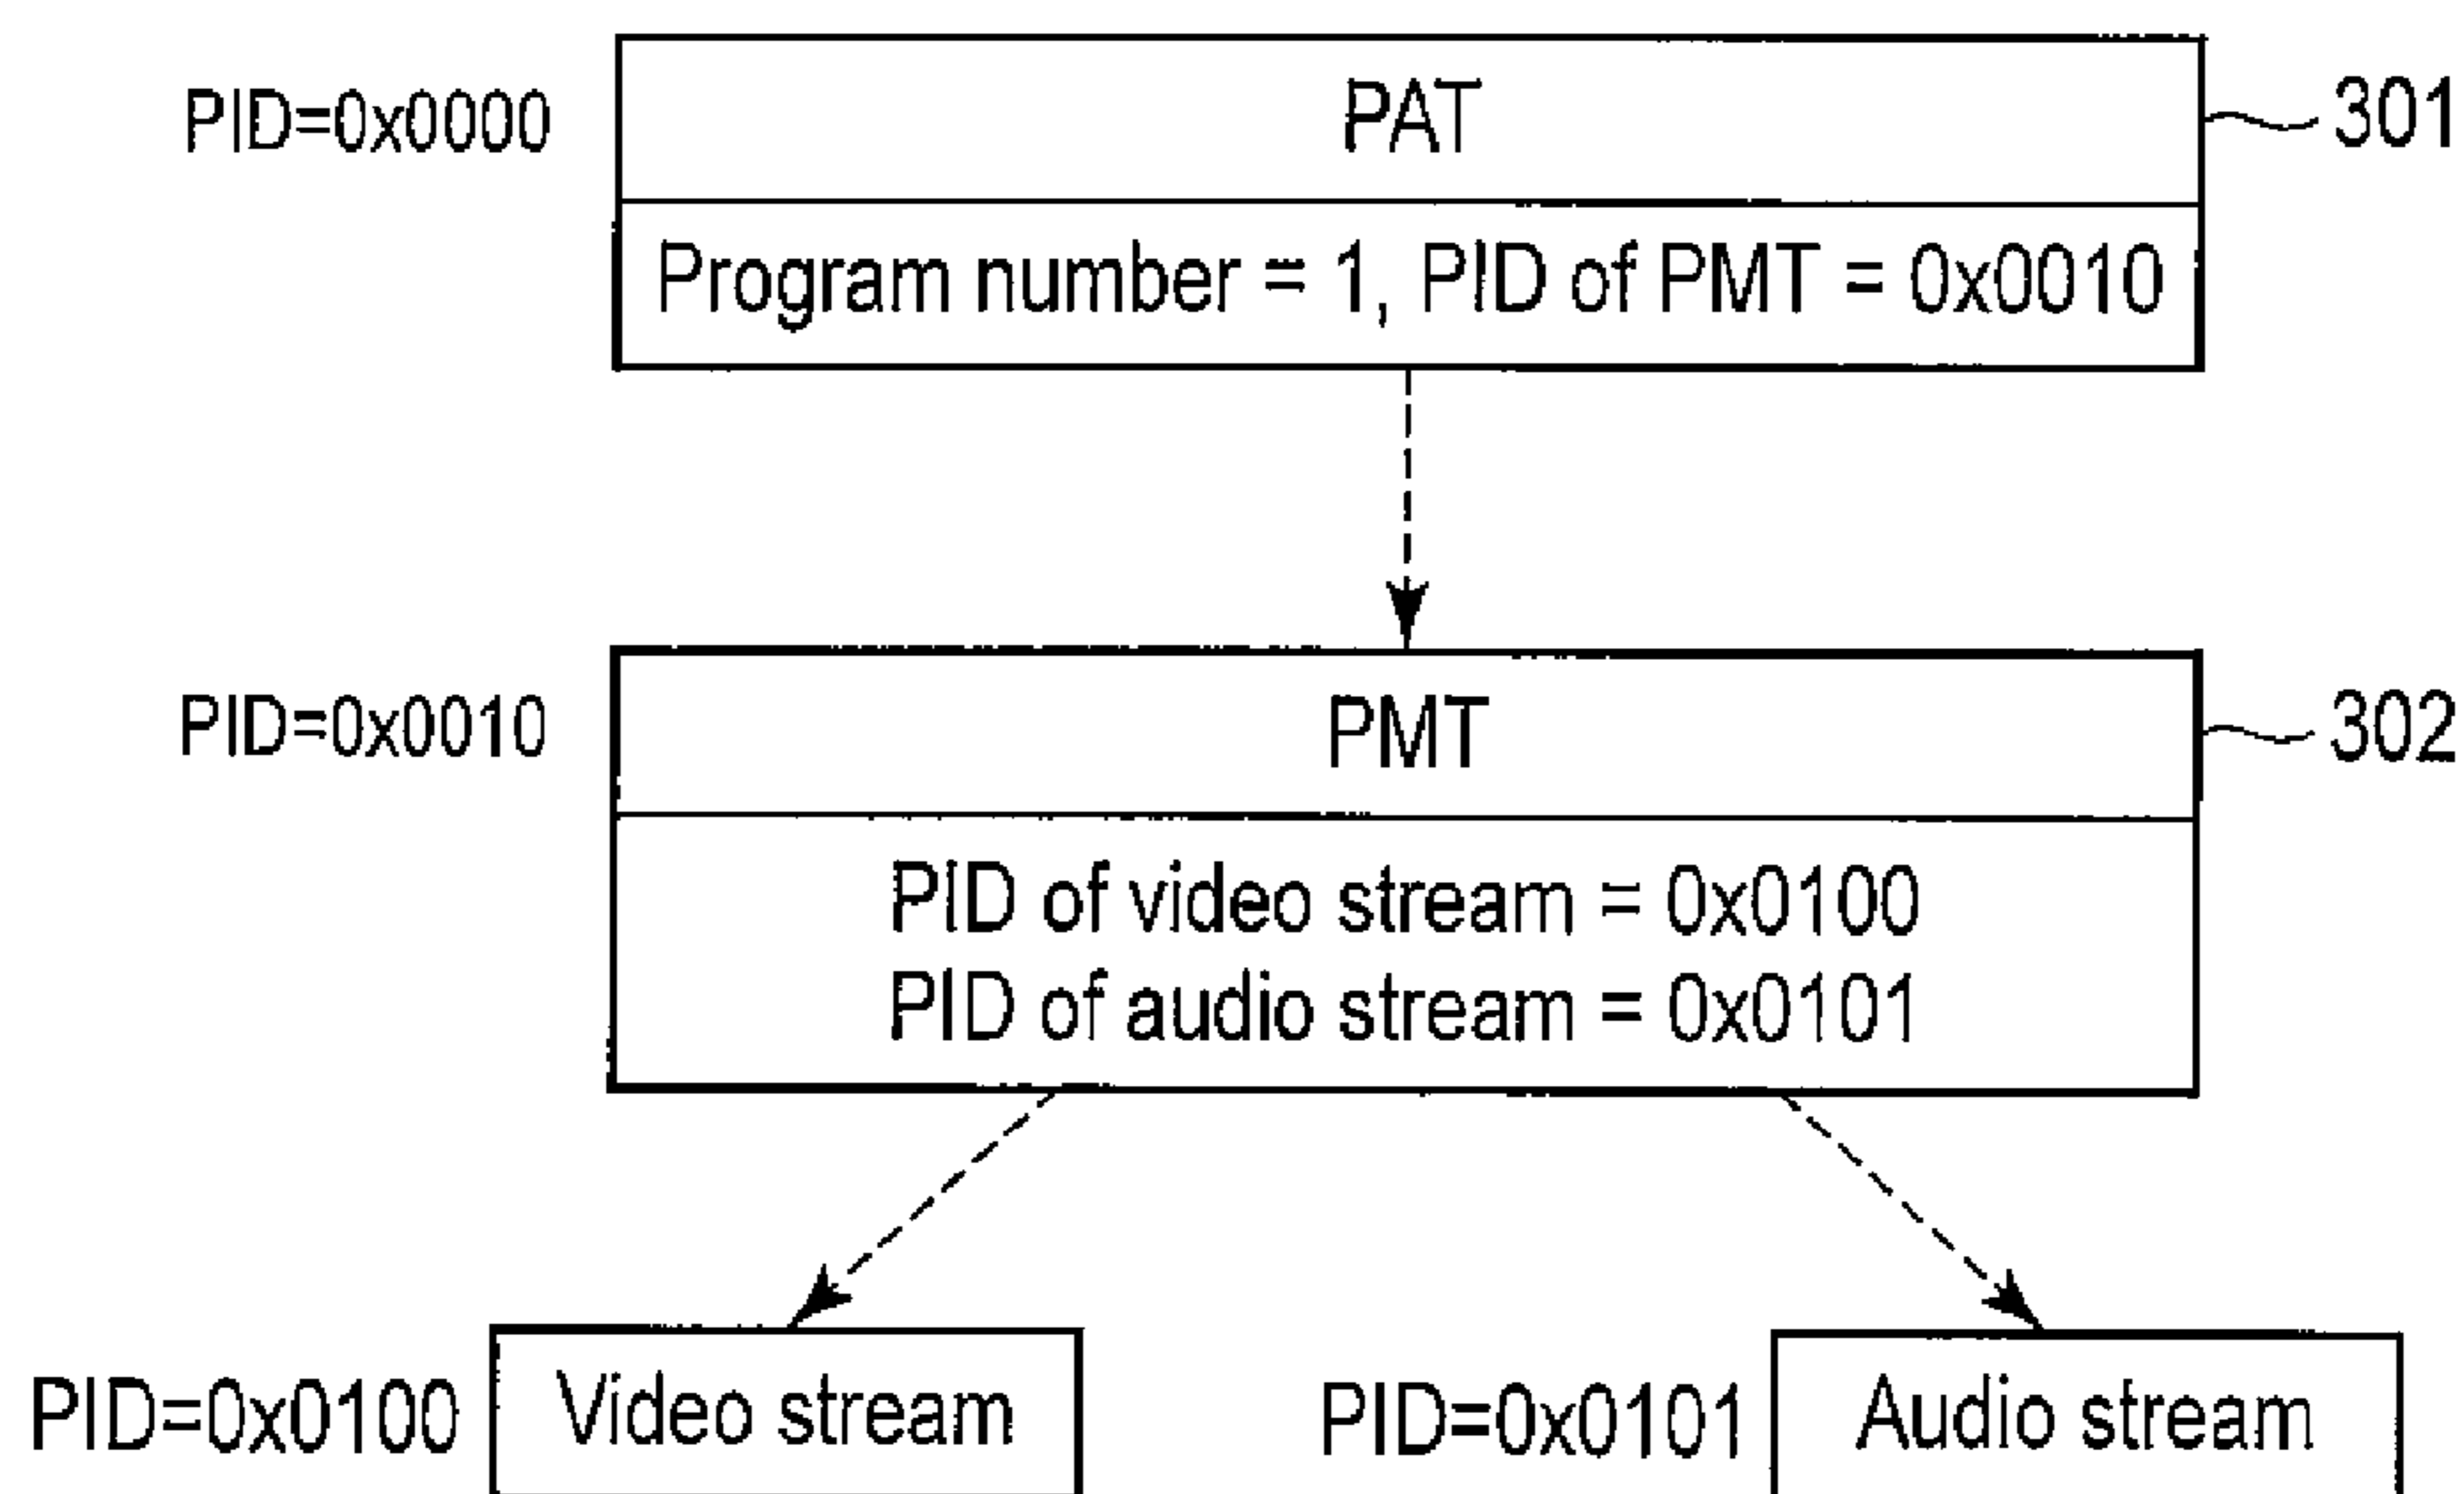 PID=0x0000
PAT
301
Program number = 1, PID of PMT = 0x0010
PID=0x0010
PMT
302
PID of video stream = 0x0100
PID of audio stream = 0x0101
PID=0x0100
Video stream
PID=0x0101
Audio stream